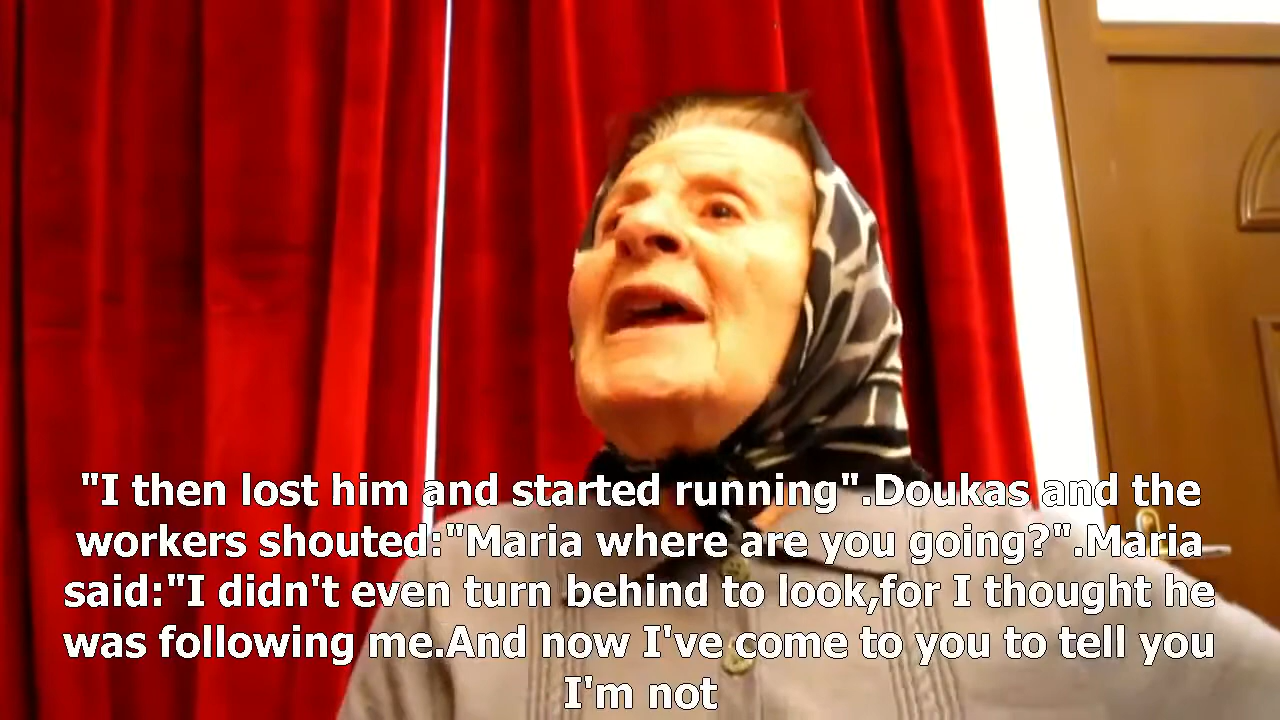 "I then lost him and started running".Doukas and the
workers shouted:"Maria where are you going?".Maria
said:"I didn't even turn behind to look,for I thought he
was following me.And now I've come to you to tell you
I'm not